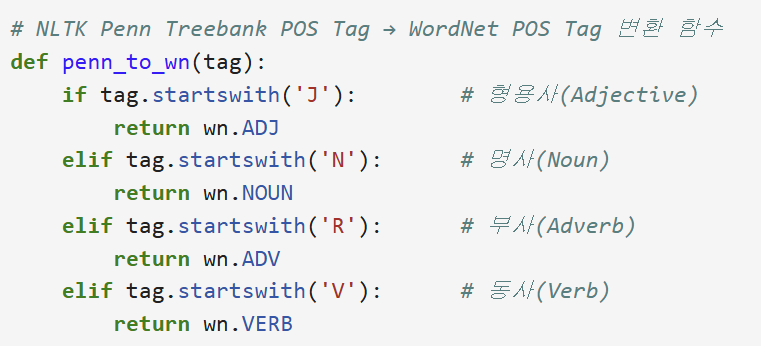 # NLTK Penn Treebank POS Tag → WordNet POS Tag 변환 함수
def penn_to_wn(tag):
    if tag.startswith('J'):        # 형용사(Adjective)
        return wn.ADJ
    elif tag.startswith('N'):      # 명사(Noun)
        return wn.NOUN
    elif tag.startswith('R'):      # 부사(Adverb)
        return wn.ADV
    elif tag.startswith('V'):      # 동사(Verb)
        return wn.VERB